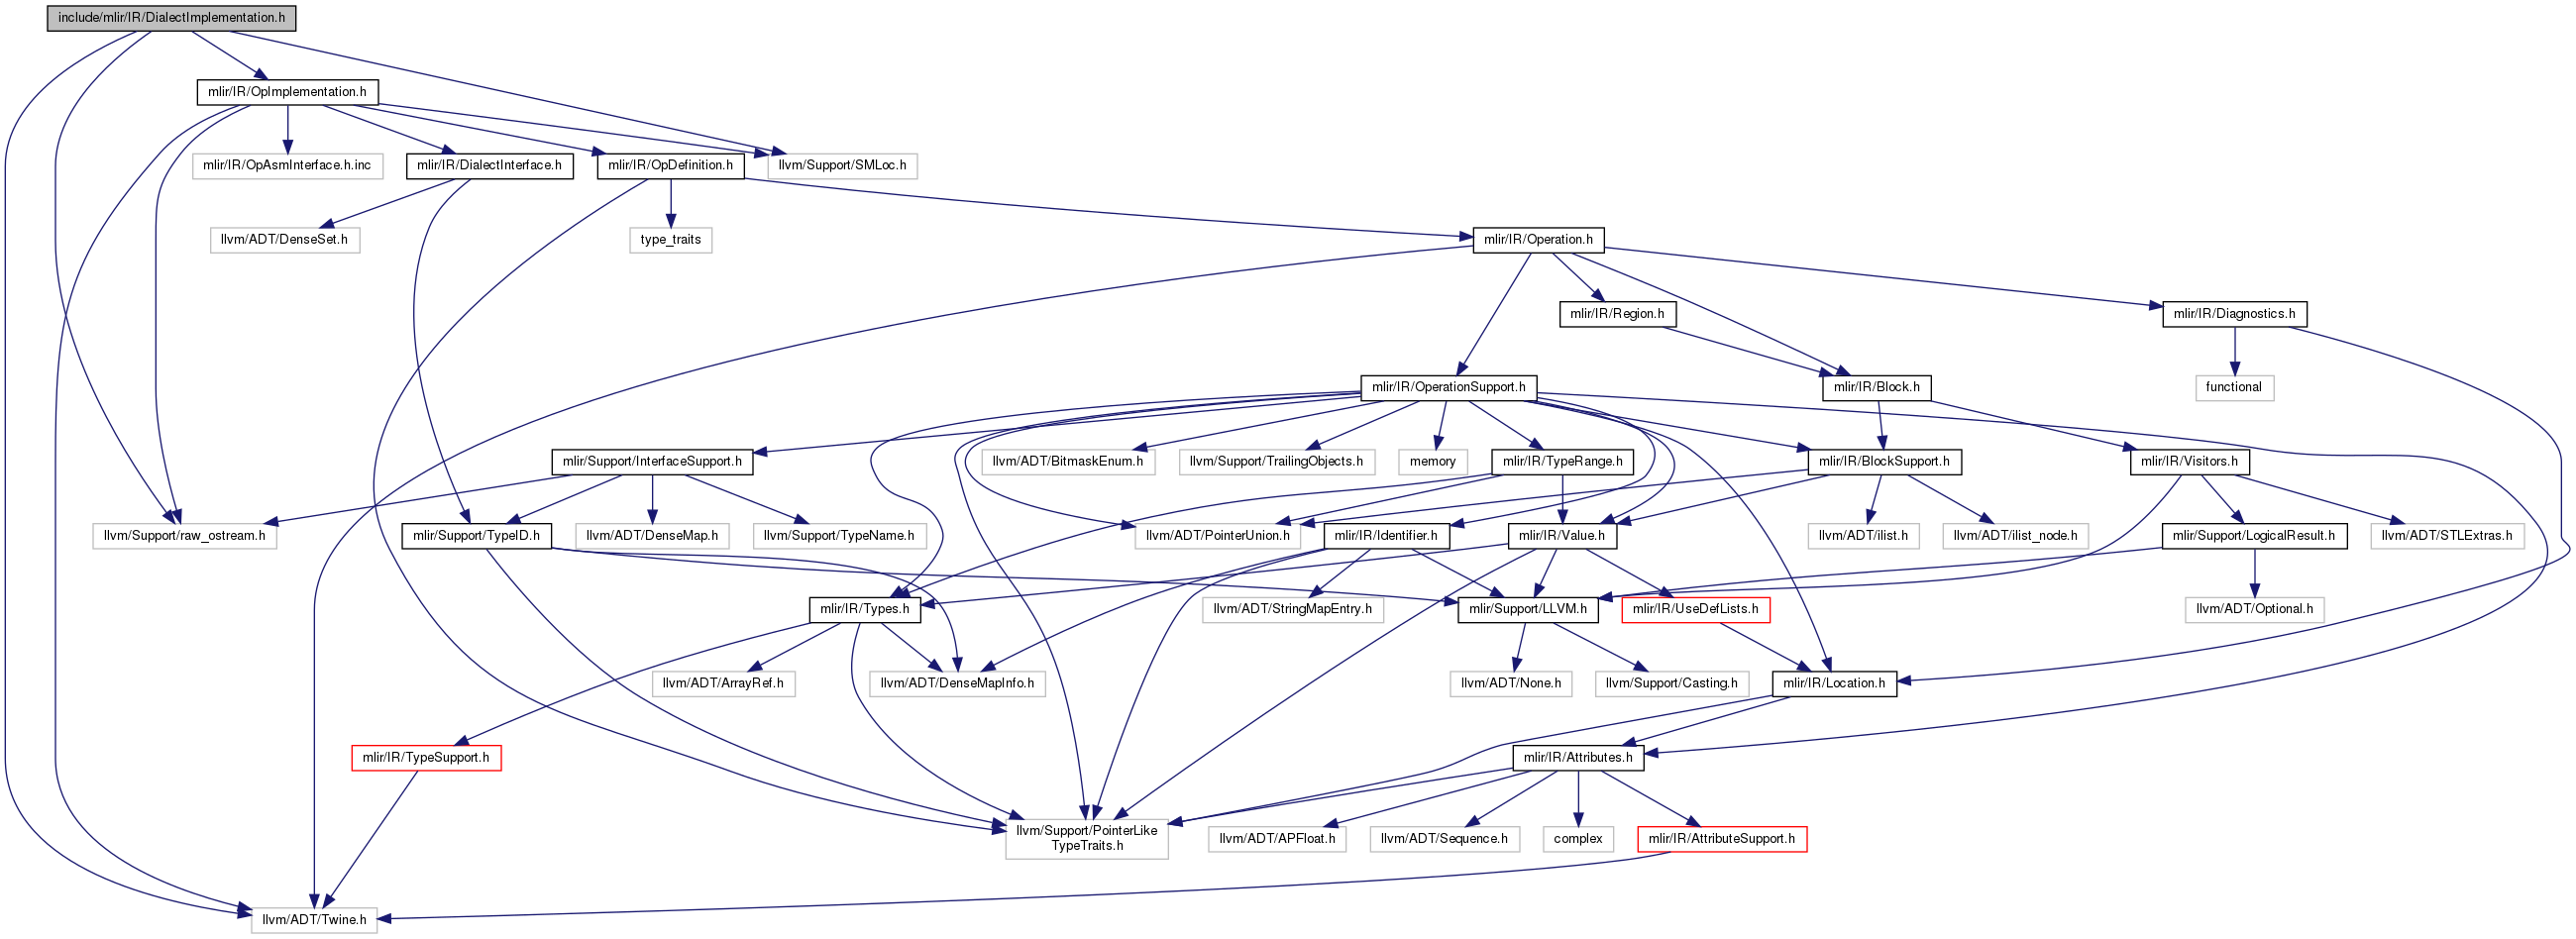 include/mlir/IR/DialectImplementation.h
mlir/IR/OpImplementation.h
mlir/IR/OpAsmInterface.h.inc
mlir/IR/DialectInterface.h
mlir/IR/OpDefinition.h
llvm/Support/SMLoc.h
llvm/ADT/DenseSet.h
type_traits
mlir/IR/Operation.h
mlir/IR/Region.h
mlir/IR/Diagnostics.h
mlir/IR/OperationSupport.h
mlir/IR/Block.h
functional
mlir/Support/InterfaceSupport.h
llvm/ADT/BitmaskEnum.h
llvm/Support/TrailingObjects.h
memory
mlir/IR/TypeRange.h
mlir/IR/BlockSupport.h
mlir/IR/Visitors.h
llvm/Support/raw_ostream.h
mlir/Support/TypeID.h
llvm/ADT/DenseMap.h
llvm/Support/TypeName.h
llvm/ADT/PointerUnion.h
mlir/IR/Identifier.h
mlir/IR/Value.h
llvm/ADT/ilist.h
llvm/ADT/ilist_node.h
mlir/Support/LogicalResult.h
llvm/ADT/STLExtras.h
mlir/IR/Types.h
llvm/ADT/StringMapEntry.h
mlir/Support/LLVM.h
mlir/IR/UseDefLists.h
llvm/ADT/Optional.h
llvm/ADT/ArrayRef.h
llvm/ADT/DenseMapInfo.h
llvm/ADT/None.h
llvm/Support/Casting.h
mlir/IR/Location.h
mlir/IR/TypeSupport.h
mlir/IR/Attributes.h
llvm/Support/PointerLike
TypeTraits.h
llvm/ADT/APFloat.h
llvm/ADT/Sequence.h
complex
mlir/IR/AttributeSupport.h
llvm/ADT/Twine.h